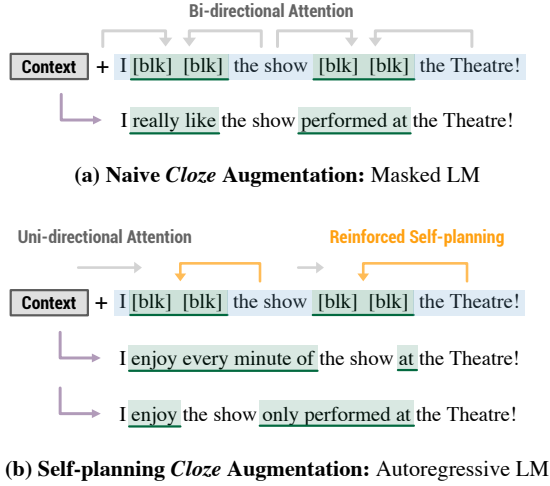 Bi-directional Attention
Context + I [blk] [blk] the show [blk] [blk] the Theatre!
I really like the show performed at the Theatre!
(a) Naive Cloze Augmentation: Masked LM
Uni-directional Attention Reinforced Self-planning
Context + I [blk] [blk] the show [blk] [blk] the Theatre!
I enjoy every minute of the show at the Theatre!
I enjoy the show only performed at the Theatre!
(b) Self-planning Cloze Augmentation: Autoregressive LM